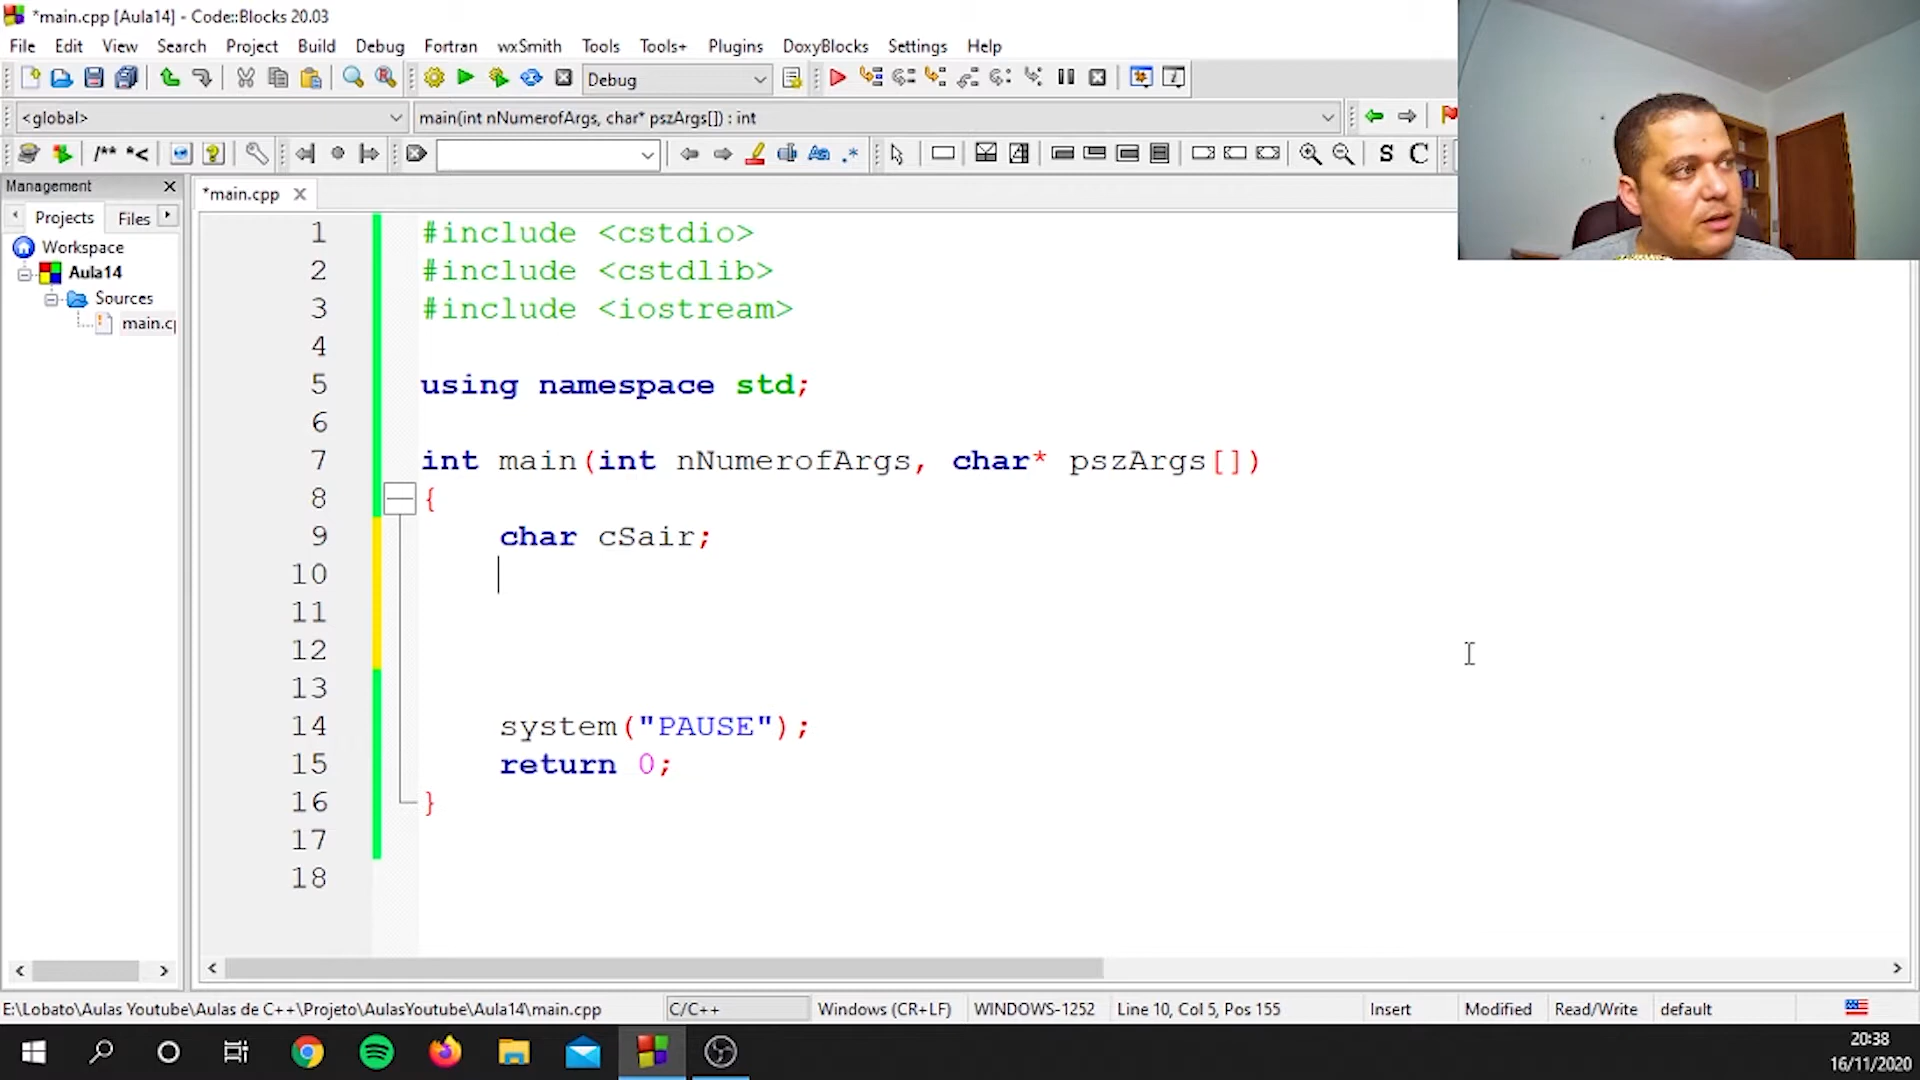 *main.cpp [Aula14] - Code::Blocks 20.03
File Edit View Search Project Build Debug Fortran wxSmith Tools Tools+ Plugins DoxyBlocks Settings Help
Debug
<global> main(int nNumerofArgs, char* pszArgs[]) : int
/** *< Aa .* S C
Management
*main.cpp
Projects Files
Workspace
Aula14
Sources
main.c
1 #include <cstdio>
2 #include <cstdlib>
3 #include <iostream>
4
5 using namespace std;
6
7 int main(int nNumerofArgs, char* pszArgs[])
8 {
9 char cSair;
10
11
12
13
14 system("PAUSE");
15 return 0;
16 }
17
18
E:\Lobato\Aulas Youtube\Aulas de C++\Projeto\AulasYoutube\Aula14\main.cpp C/C++ Windows (CR+LF) WINDOWS-1252 Line 10, Col 5, Pos 155 Insert Modified Read/Write default
20:38
16/11/2020